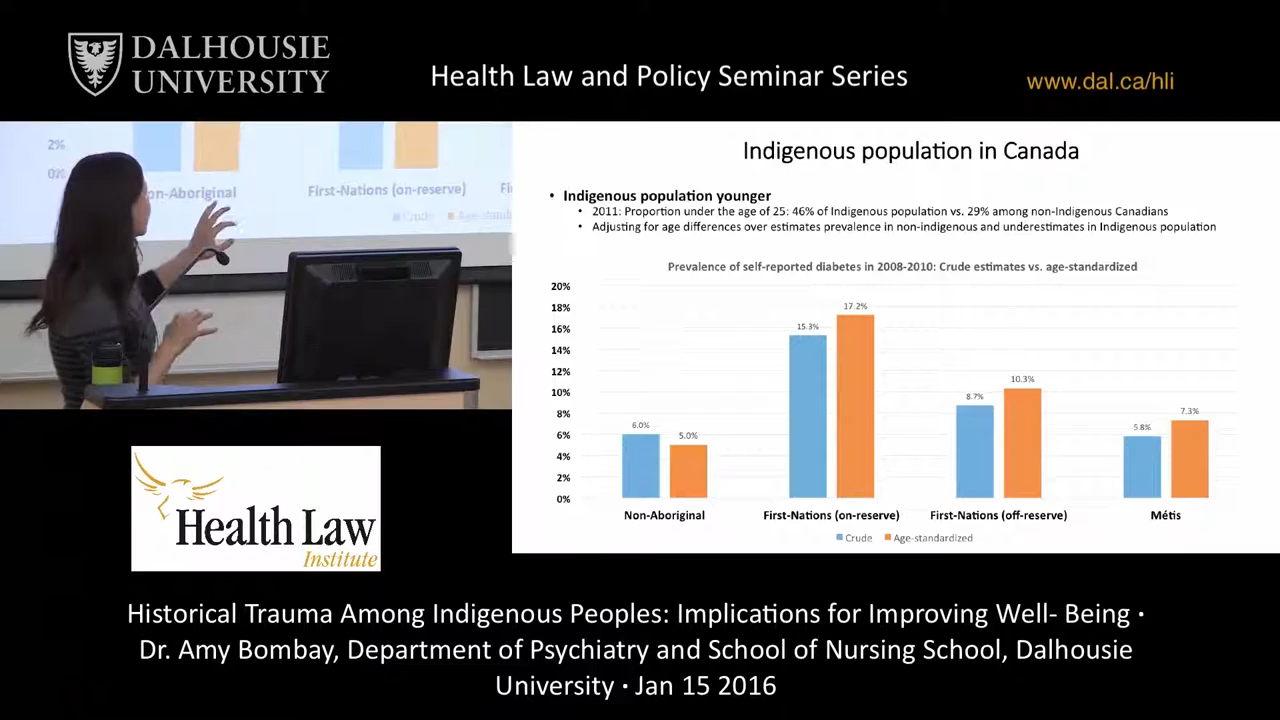 DALHOUSIE
UNIVERSITY
Health Law and Policy Seminar Series
www.dal.ca/hli
2%
0%
on-Aboriginal
First-Nations (on-reserve)
Crude
Indigenous population in Canada
• Indigenous population younger
• 2011: Proportion under the age of 25: 46% of Indigenous population vs. 29% among non-Indigenous Canadians
• Adjusting for age differences over estimates prevalence in non-indigenous and underestimates in Indigenous population
Prevalence of self-reported diabetes in 2008-2010: Crude estimates vs. age-standardized
20%
18%
16%
14%
12%
10%
8%
6%
4%
2%
0%
6.0%
5.0%
15.3%
17.2%
8.7%
10.3%
5.8%
7.3%
Non-Aboriginal
First-Nations (on-reserve)
First-Nations (off-reserve)
Métis
Crude
Age-standardized
Health Law
Institute
Historical Trauma Among Indigenous Peoples: Implications for Improving Well- Being ·
Dr. Amy Bombay, Department of Psychiatry and School of Nursing School, Dalhousie
University · Jan 15 2016